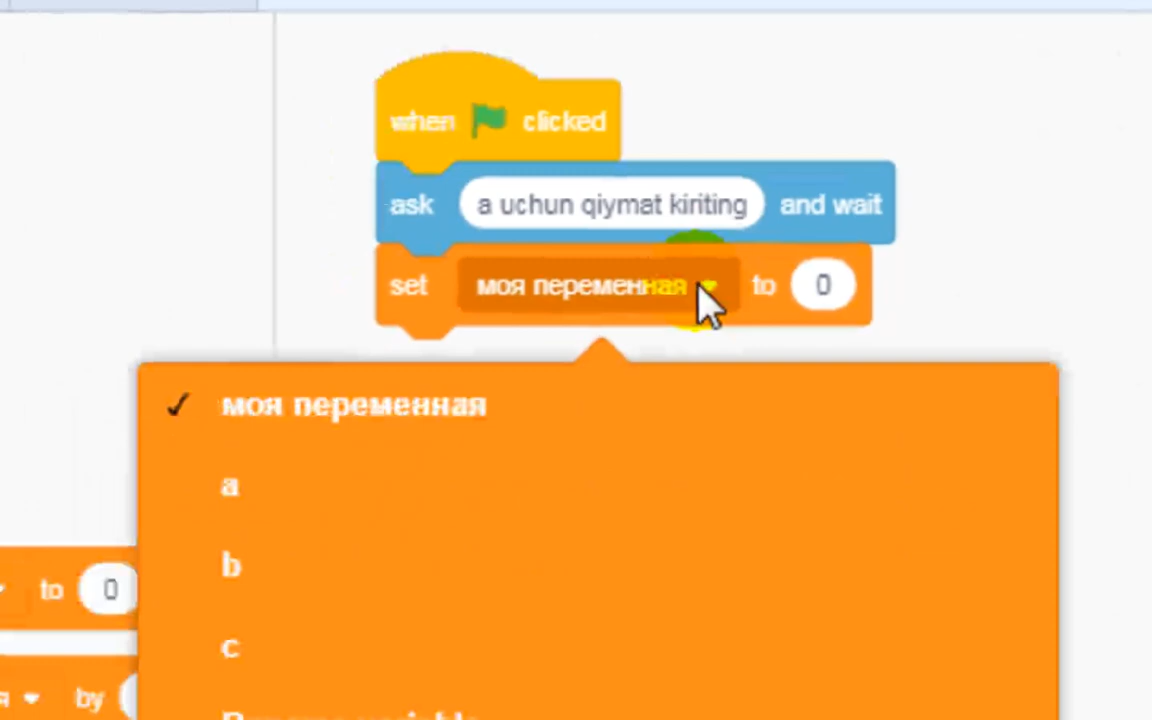 when clicked
ask a uchun qiymat kiriting and wait
set моя переменная to 0
✓ моя переменная
a
b
to 0
c
by